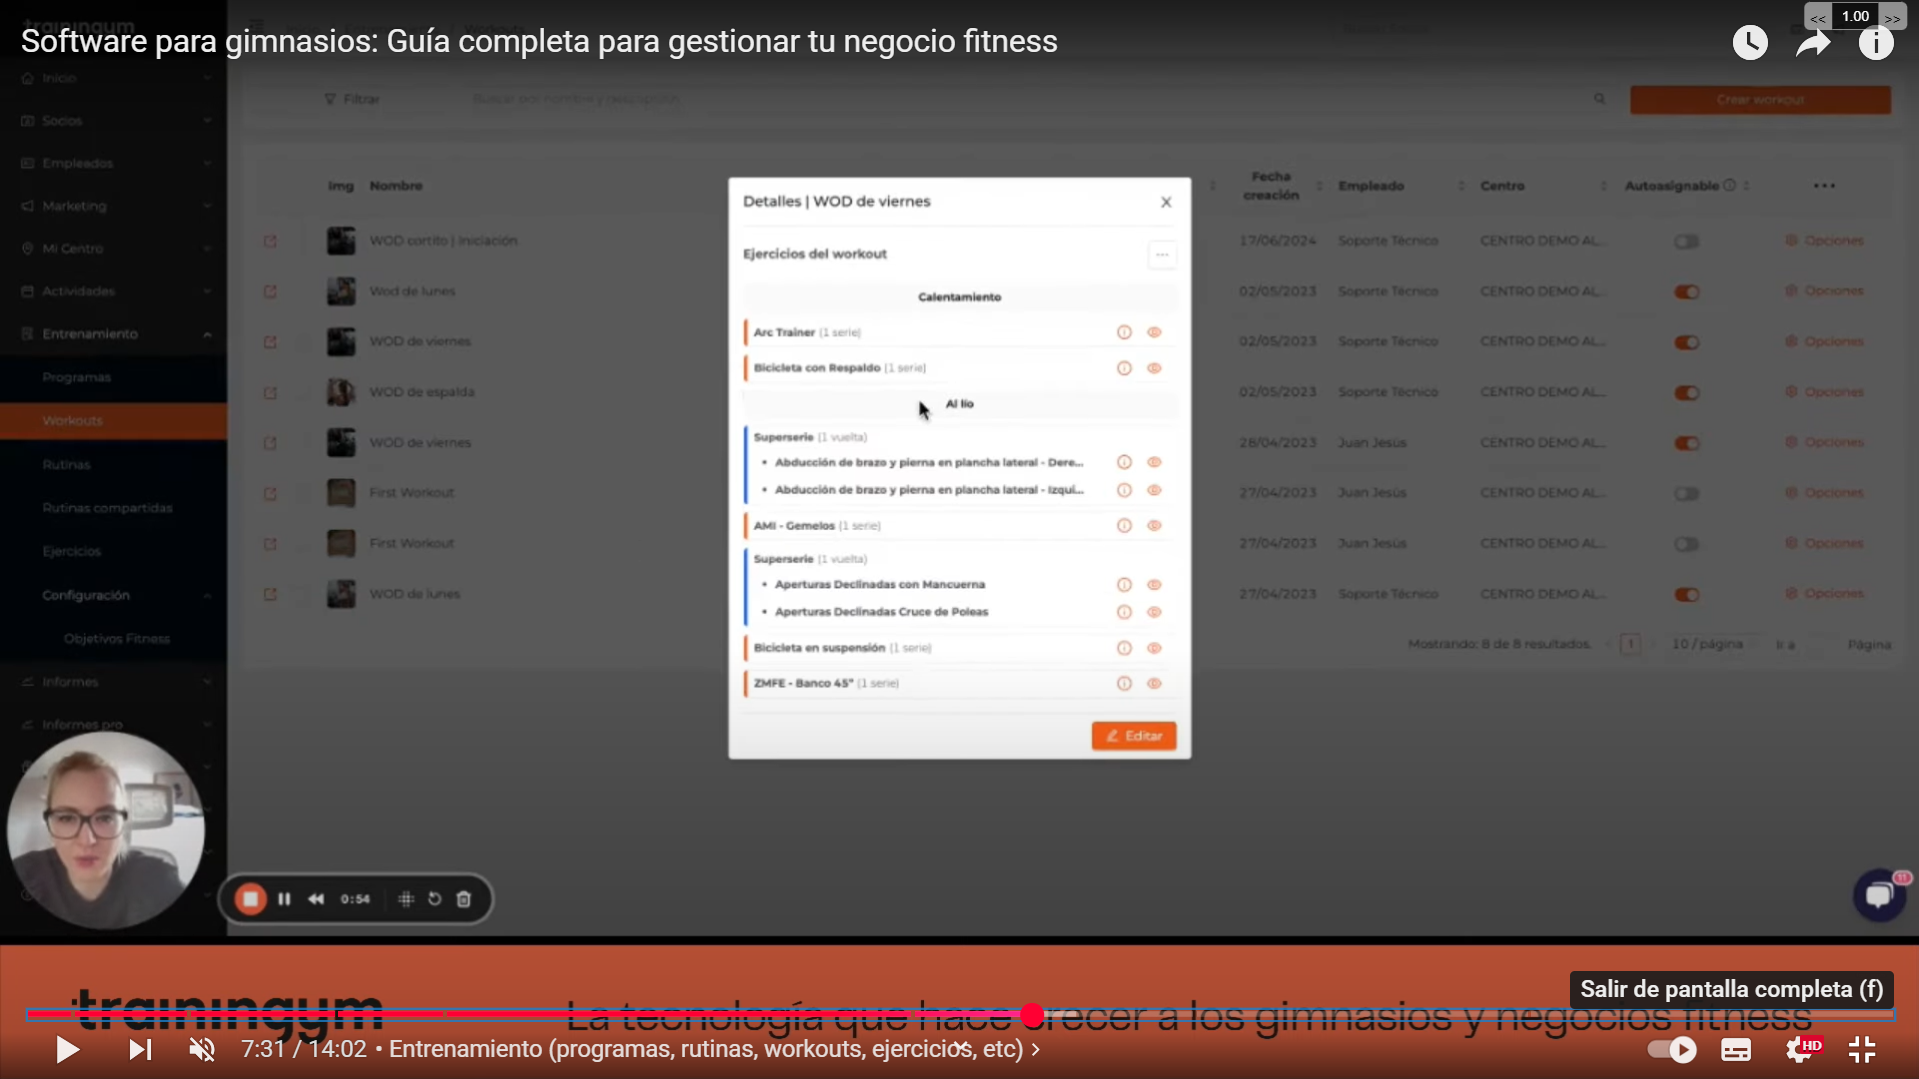 trainingym
<< 1.00 >>
Software para gimnasios: Guía completa para gestionar tu negocio fitness
Inicio
Socios
Empleados
Marketing
Mi Centro
Actividades
Entrenamiento
Programas
Workouts
Rutinas
Rutinas compartidas
Ejercicios
Configuración
Objetivos Fitness
Informes
Informes pro
Filtrar
Buscar por nombre y descripción
Crear workout
Img Nombre Fecha creación Empleado Centro Autoasignable
WOD cortito | Iniciación 17/06/2024 Soporte Técnico CENTRO DEMO AL... Opciones
Wod de lunes 02/05/2023 Soporte Técnico CENTRO DEMO AL... Opciones
WOD de viernes 02/05/2023 Soporte Técnico CENTRO DEMO AL... Opciones
WOD de espalda 02/05/2023 Soporte Técnico CENTRO DEMO AL... Opciones
WOD de viernes 28/04/2023 Juan Jesús CENTRO DEMO AL... Opciones
First Workout 27/04/2023 Juan Jesús CENTRO DEMO AL... Opciones
First Workout 27/04/2023 Juan Jesús CENTRO DEMO AL... Opciones
WOD de lunes 27/04/2023 Soporte Técnico CENTRO DEMO AL... Opciones
Mostrando: 8 de 8 resultados. 1 10 / página Ir a Página
Detalles | WOD de viernes
Ejercicios del workout
Calentamiento
Arc Trainer (1 serie)
Bicicleta con Respaldo (1 serie)
Al lío
Superserie (1 vuelta)
• Abducción de brazo y pierna en plancha lateral - Dere...
• Abducción de brazo y pierna en plancha lateral - Izqui...
AMI - Gemelos (1 serie)
Superserie (1 vuelta)
• Aperturas Declinadas con Mancuerna
• Aperturas Declinadas Cruce de Poleas
Bicicleta en suspensión (1 serie)
ZMFE - Banco 45º (1 serie)
Editar
0:54
11
Salir de pantalla completa (f)
trainingym
La tecnología que hace crecer a los gimnasios y negocios fitness
7:31 / 14:02 • Entrenamiento (programas, rutinas, workouts, ejercicios, etc)
HD